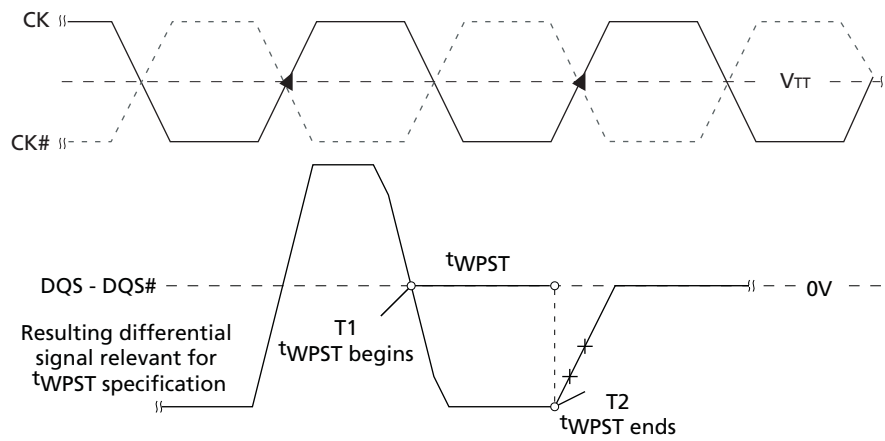 CK
VTT
CK#
tWPST
DQS - DQS#
0V
T1
tWPST begins
Resulting differential
signal relevant for
tWPST specification
T2
tWPST ends